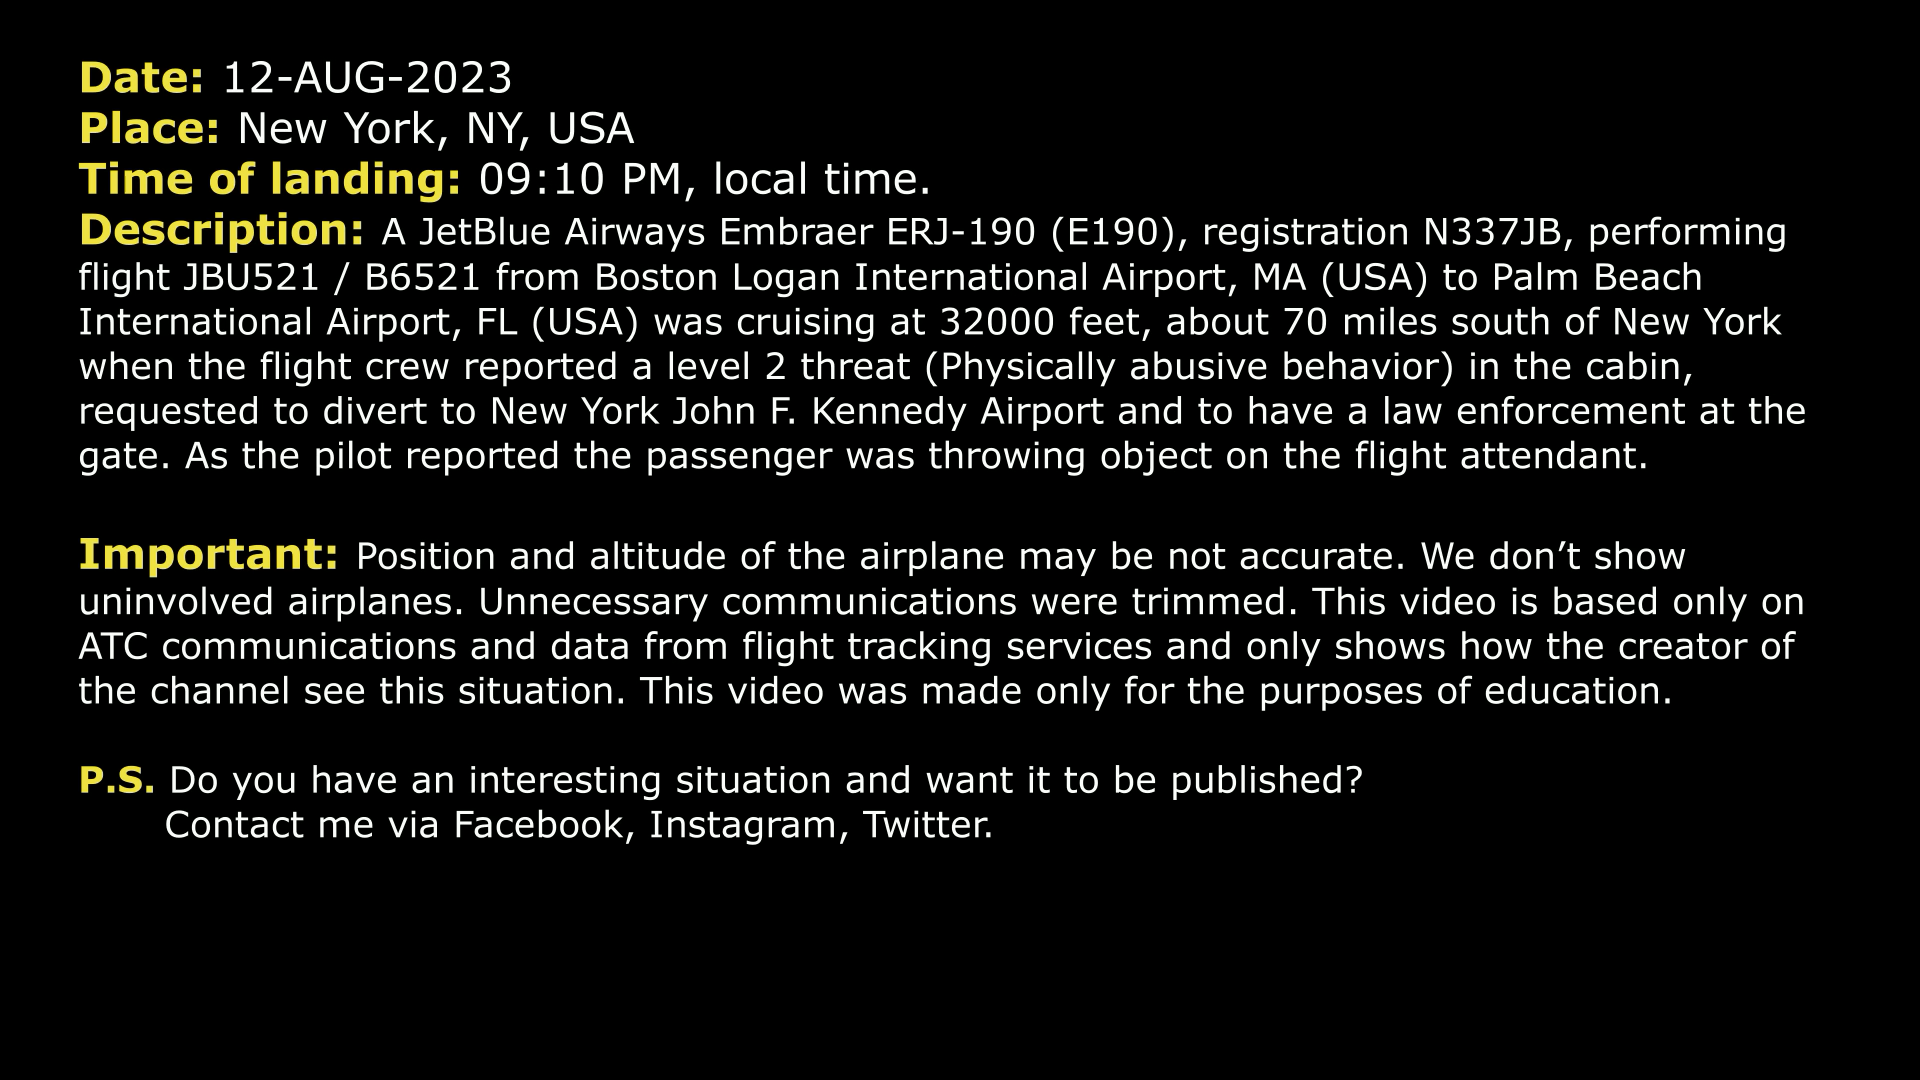 Date: 12-AUG-2023
Place: New York, NY, USA
Time of landing: 09:10 PM, local time.
Description: A JetBlue Airways Embraer ERJ-190 (E190), registration N337JB, performing
flight JBU521 / B6521 from Boston Logan International Airport, MA (USA) to Palm Beach
International Airport, FL (USA) was cruising at 32000 feet, about 70 miles south of New York
when the flight crew reported a level 2 threat (Physically abusive behavior) in the cabin,
requested to divert to New York John F. Kennedy Airport and to have a law enforcement at the
gate. As the pilot reported the passenger was throwing object on the flight attendant.
Important: Position and altitude of the airplane may be not accurate. We don’t show
uninvolved airplanes. Unnecessary communications were trimmed. This video is based only on
ATC communications and data from flight tracking services and only shows how the creator of
the channel see this situation. This video was made only for the purposes of education.
P.S. Do you have an interesting situation and want it to be published?
Contact me via Facebook, Instagram, Twitter.